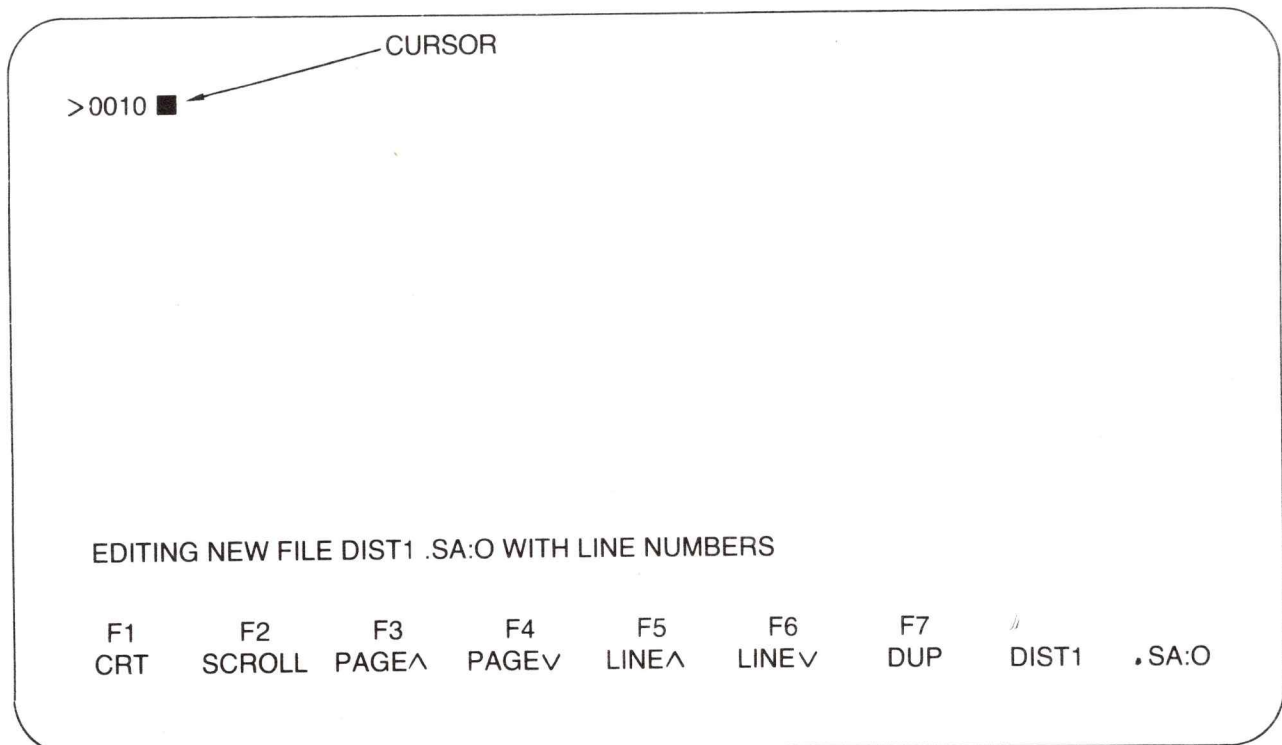 CURSOR
>0010
EDITING NEW FILE DIST1 .SA:O WITH LINE NUMBERS
F1 F2 F3 F4 F5 F6 F7
CRT SCROLL PAGE∧ PAGE∨ LINE∧ LINE∨ DUP DIST1 .SA:O